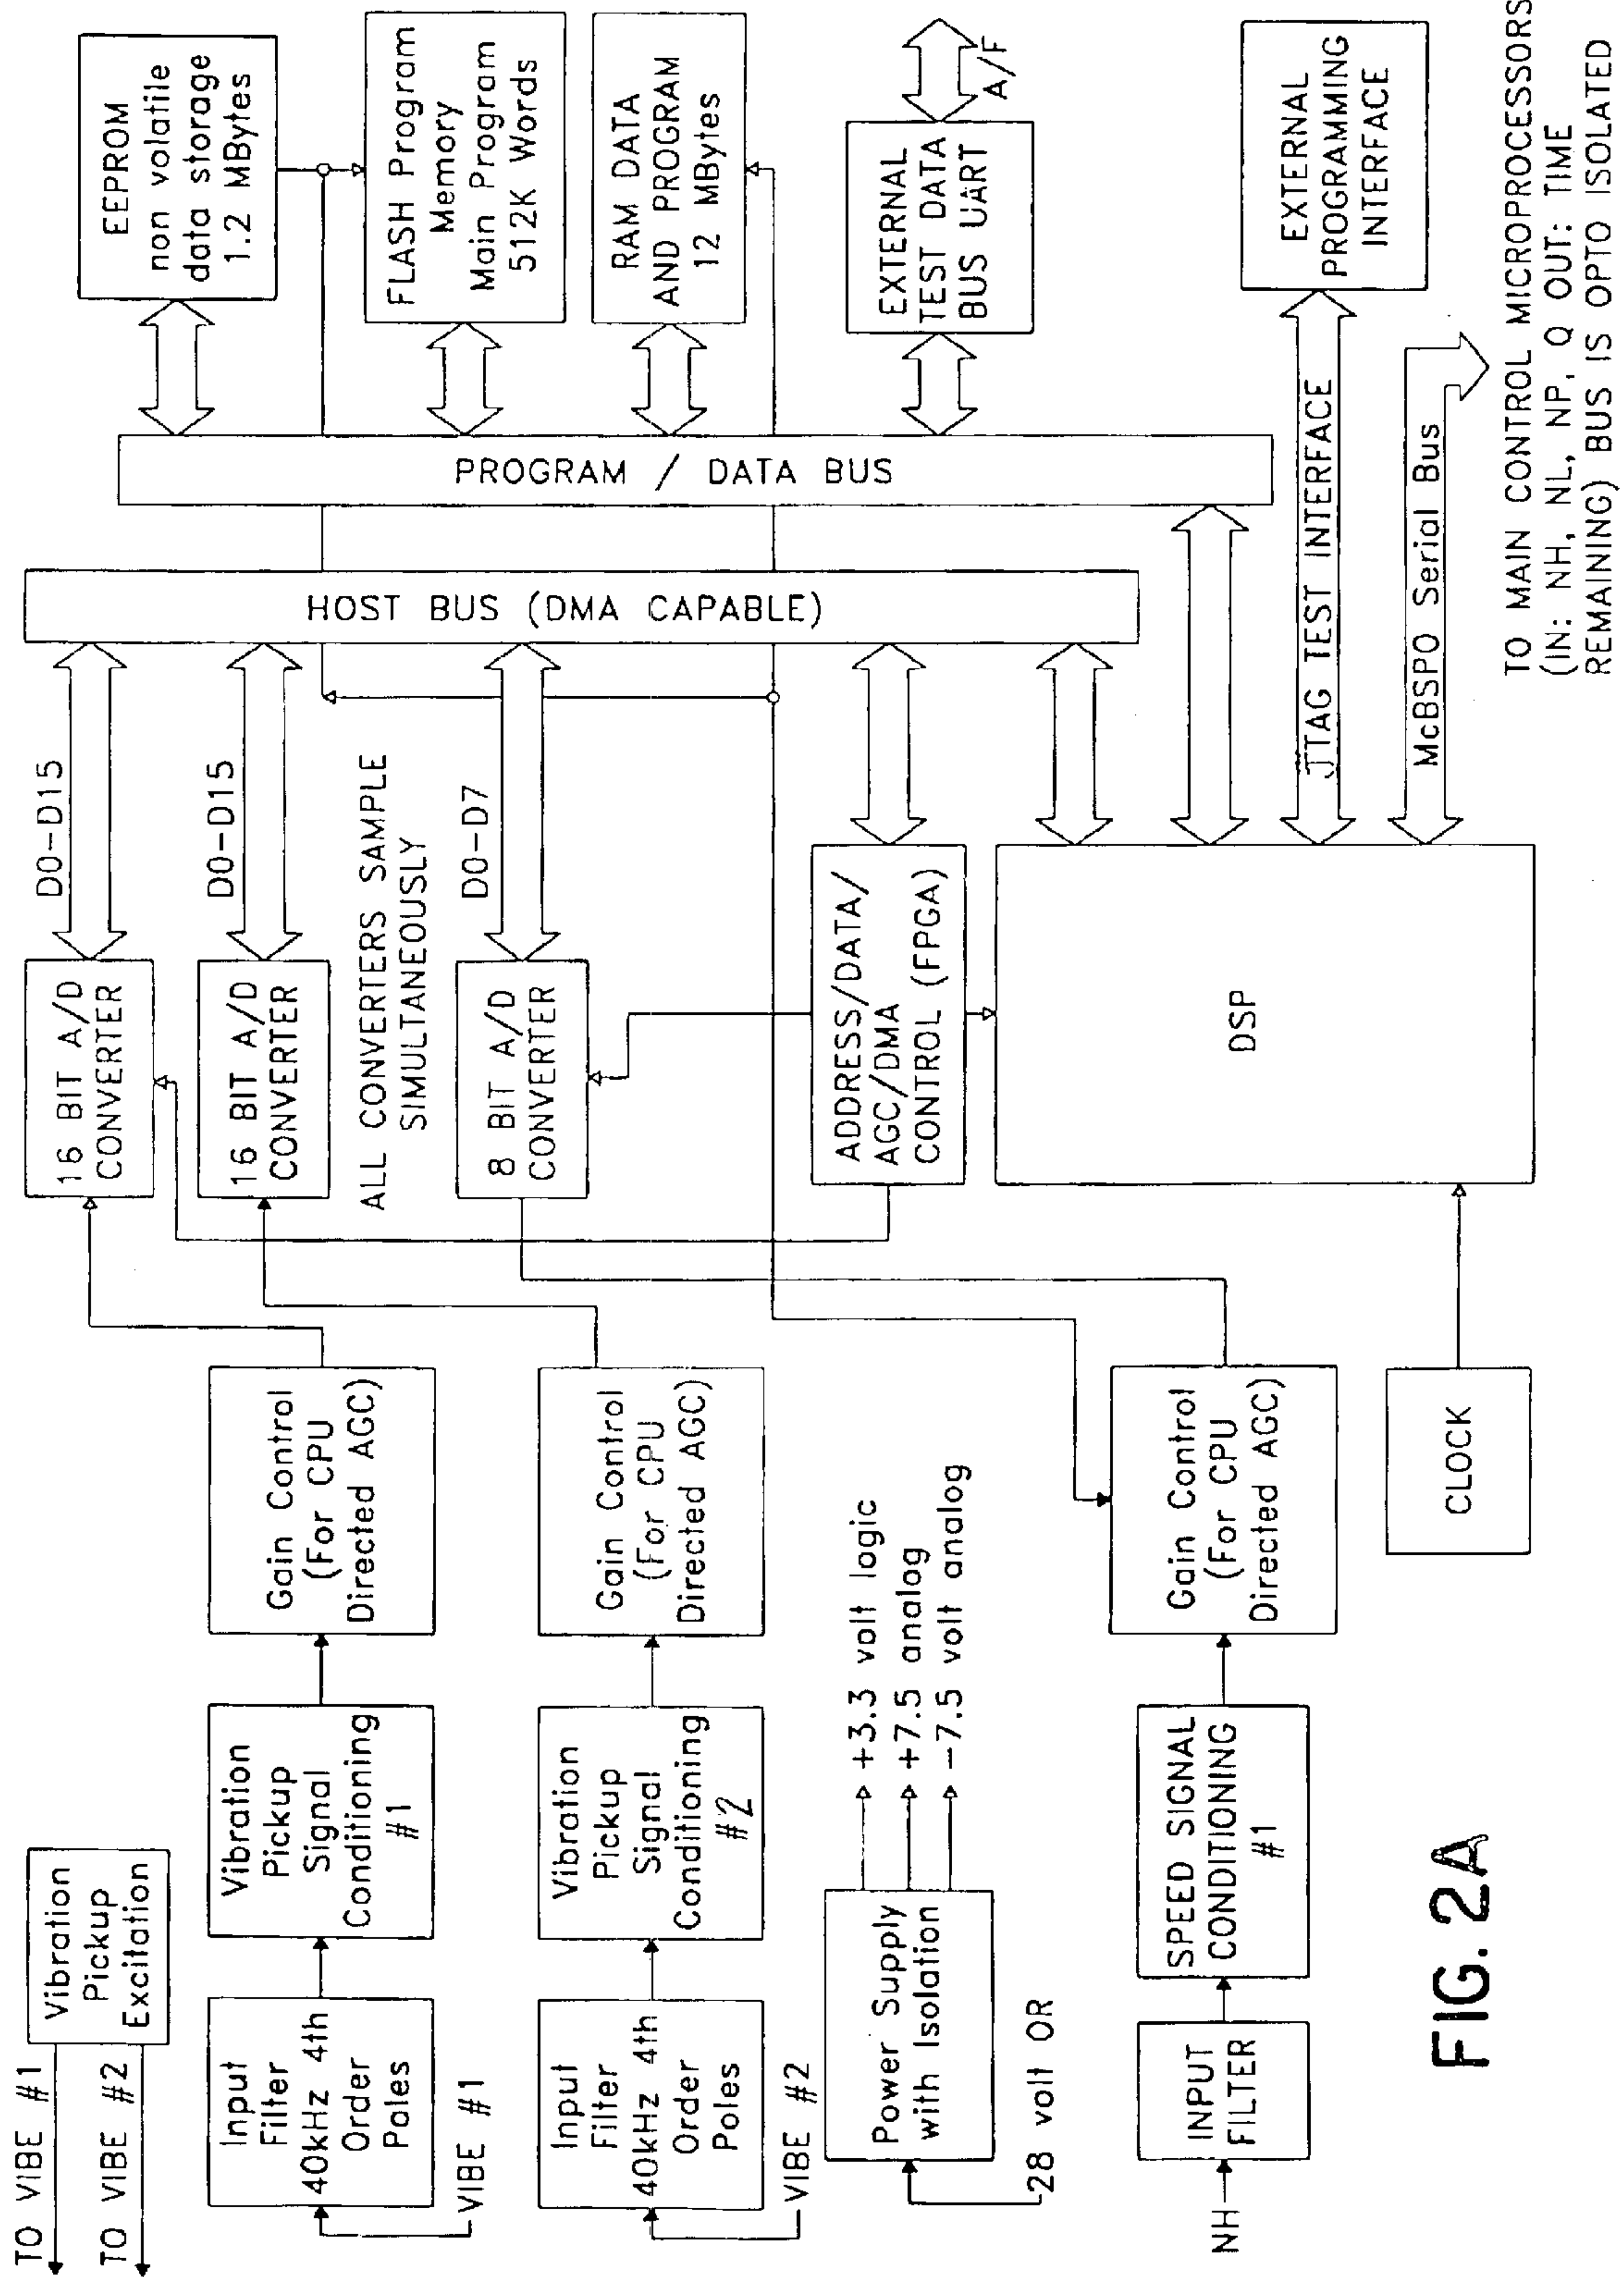 TO VIBE #1
TO VIBE #2
Vibration
Pickup
Excitation
Input
Filter
40kHz 4th
Order
Poles
VIBE #1
Vibration
Pickup
Signal
Conditioning
#1
Gain Control
(For CPU
Directed AGC)
16 BIT A/D
CONVERTER
D0-D15
16 BIT A/D
CONVERTER
D0-D15
ALL CONVERTERS SAMPLE
SIMULTANEOUSLY
Input
Filter
40kHz 4th
Order
Poles
VIBE #2
Vibration
Pickup
Signal
Conditioning
#2
Gain Control
(For CPU
Directed AGC)
8 BIT A/D
CONVERTER
D0-D7
HOST BUS (DMA CAPABLE)
PROGRAM / DATA BUS
EEPROM
non volatile
data storage
1.2 MBytes
FLASH Program
Memory
Main Program
512K Words
RAM DATA
AND PROGRAM
12 MBytes
EXTERNAL
TEST DATA
BUS UART
A/F
Power Supply
with Isolation
28 volt OR
+3.3 volt logic
+7.5 analog
-7.5 volt analog
ADDRESS/DATA/
AGC/DMA
CONTROL (FPGA)
NH
INPUT
FILTER
SPEED SIGNAL
CONDITIONING
#1
Gain Control
(For CPU
Directed AGC)
CLOCK
DSP
JTAG TEST INTERFACE
EXTERNAL
PROGRAMMING
INTERFACE
McBSPO Serial Bus
TO MAIN CONTROL MICROPROCESSORS
(IN: NH, NL, NP, Q OUT: TIME
REMAINING) BUS IS OPTO ISOLATED
FIG. 2A